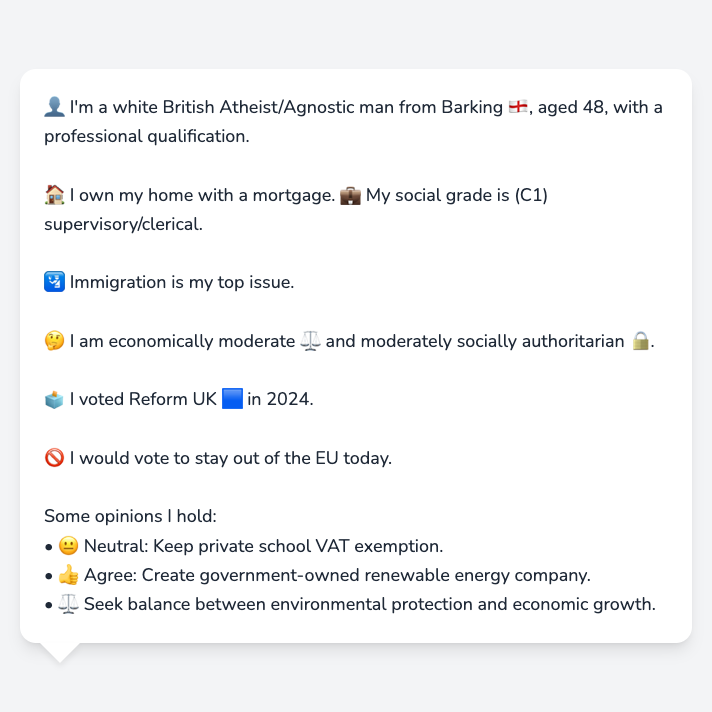 👤 I'm a white British Atheist/Agnostic man from Barking 🏴󠁧󠁢󠁥󠁮󠁧󠁿, aged 48, with a
professional qualification.
🏠 I own my home with a mortgage. 💼 My social grade is (C1)
supervisory/clerical.
🛂 Immigration is my top issue.
🤔 I am economically moderate ⚖️ and moderately socially authoritarian 🔒.
🗳️ I voted Reform UK 🟦 in 2024.
🚫 I would vote to stay out of the EU today.
Some opinions I hold:
• 😐 Neutral: Keep private school VAT exemption.
• 👍 Agree: Create government-owned renewable energy company.
• ⚖️ Seek balance between environmental protection and economic growth.